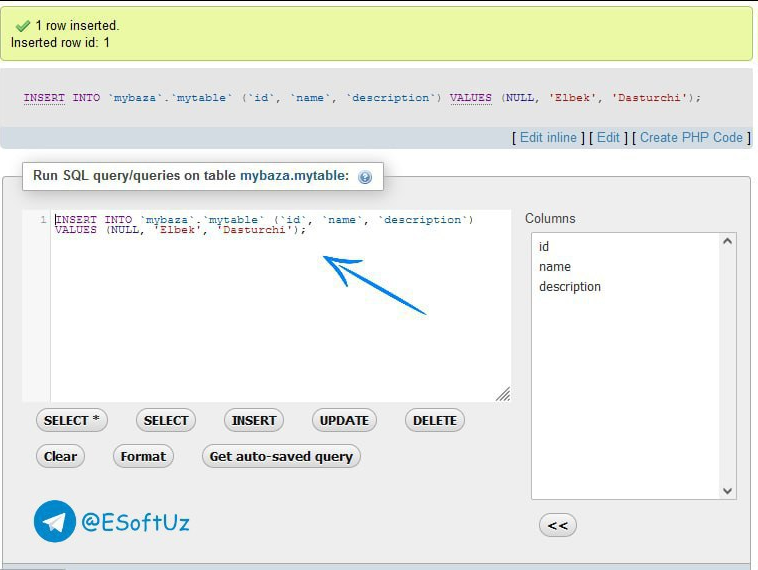 1 row inserted.
Inserted row id: 1
INSERT INTO `mybaza`.`mytable` (`id`, `name`, `description`) VALUES (NULL, 'Elbek', 'Dasturchi');
[ Edit inline ] [ Edit ] [ Create PHP Code ]
Run SQL query/queries on table mybaza.mytable:
1 INSERT INTO `mybaza`.`mytable` (`id`, `name`, `description`)
VALUES (NULL, 'Elbek', 'Dasturchi');
Columns
id
name
description
SELECT * SELECT INSERT UPDATE DELETE
Clear Format Get auto-saved query
<<
@ESoftUz